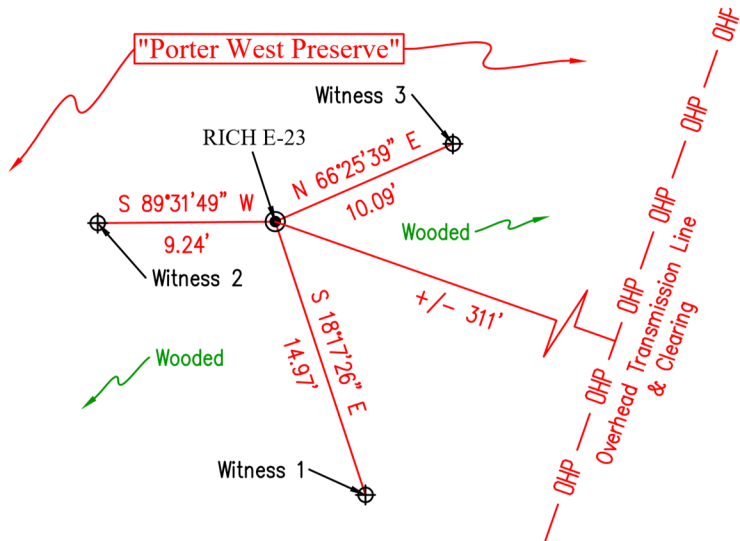 "Porter West Preserve"
OHP
Witness 3
OHP
RICH E-23
N 66°25'39" E
10.09'
S 89°31'49" W
9.24'
OHP
Wooded
Witness 2
OHP
+/- 311'
S 18°17'26" E
14.97'
Overhead Transmission Line
& Clearing
Wooded
OHP
Witness 1
OHP